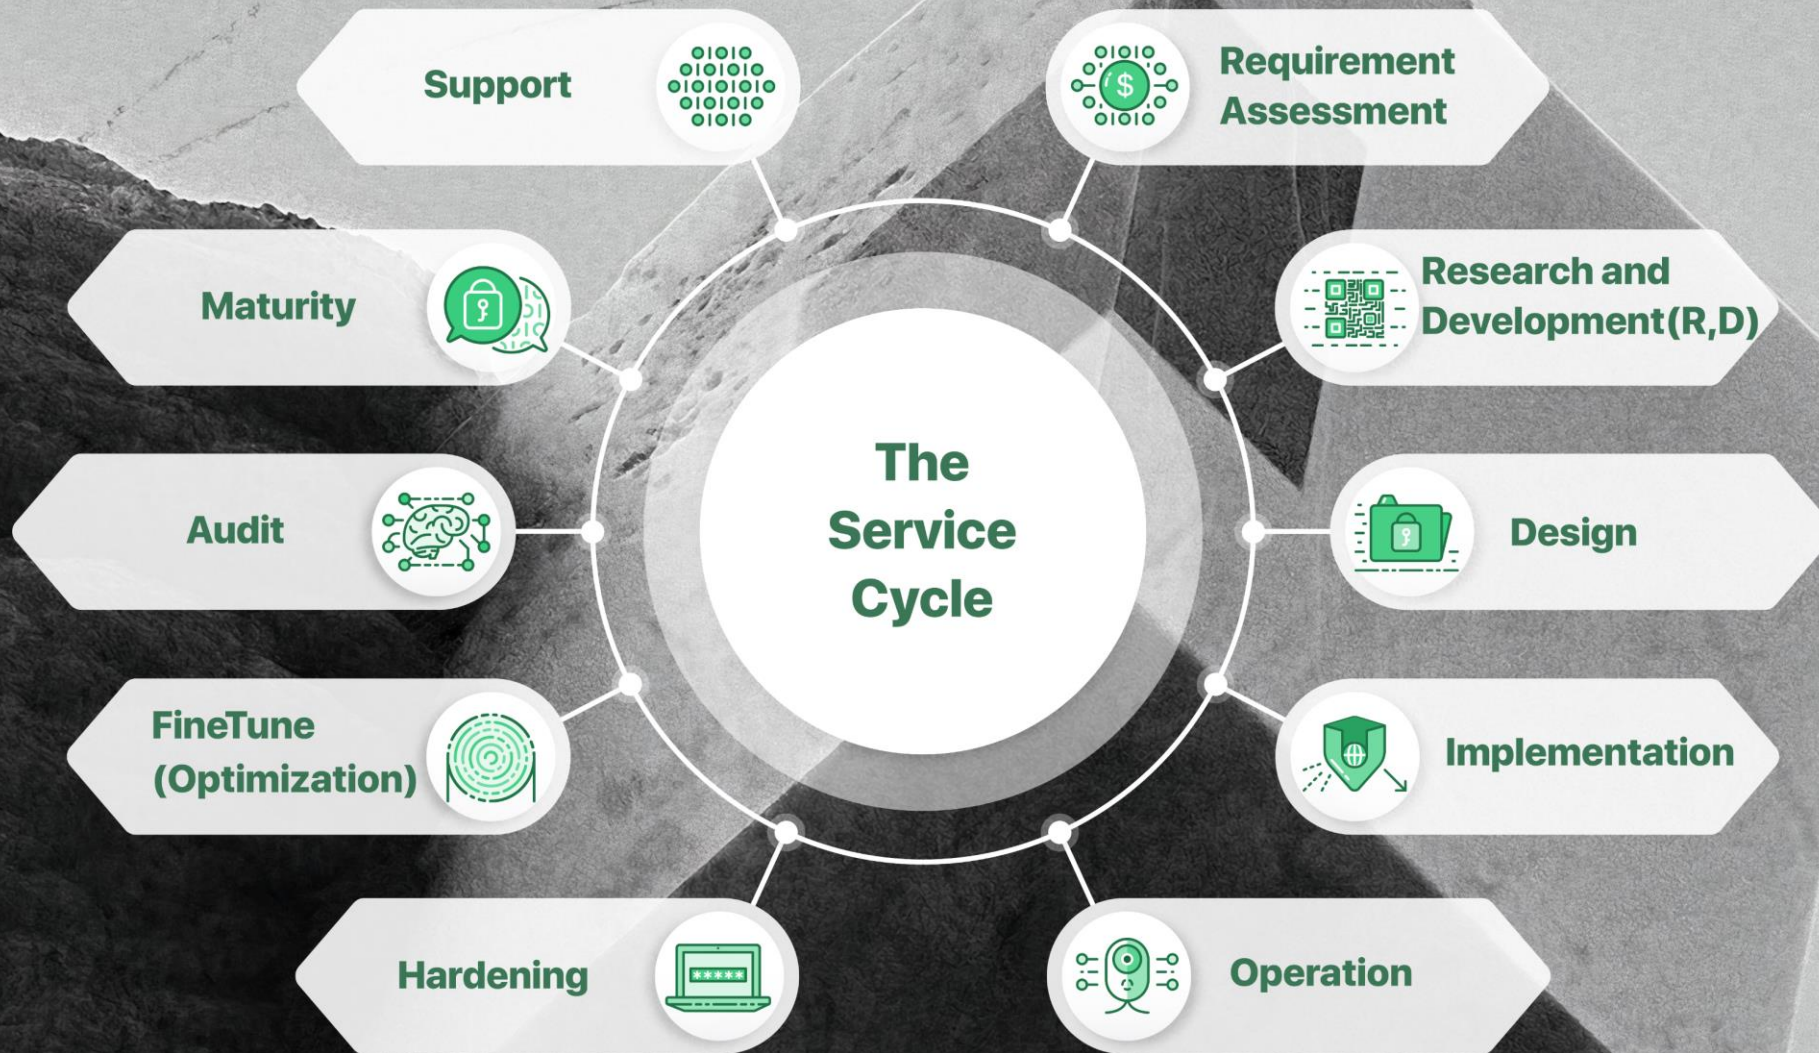 Support
Requirement
Assessment
Maturity
Research and
Development(R,D)
The
Service
Cycle
Audit
Design
FineTune
(Optimization)
Implementation
Hardening
Operation
$
*****